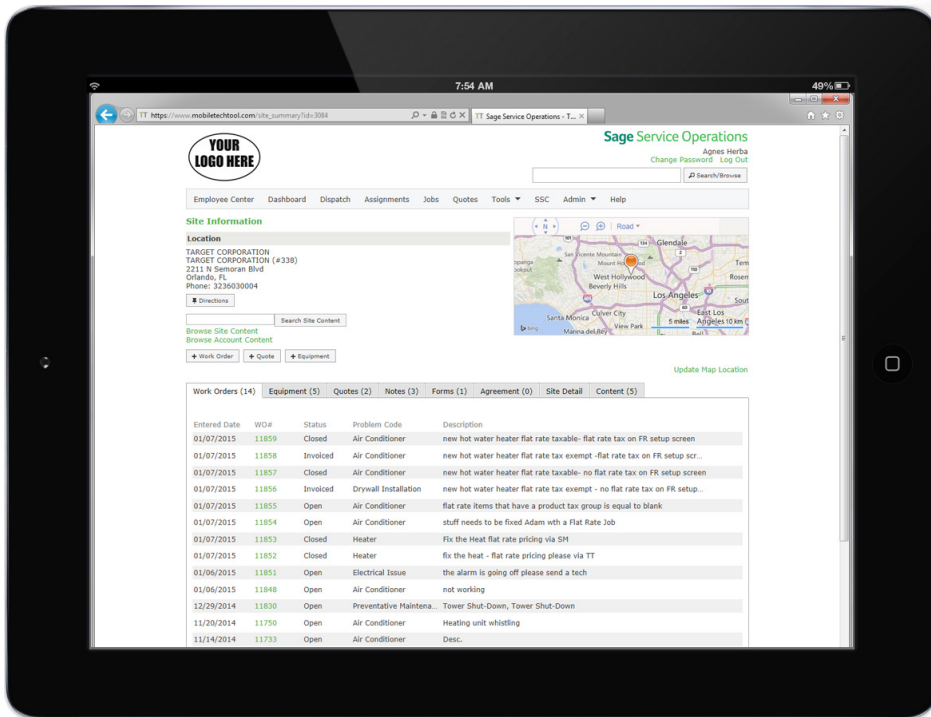 7:54 AM
49%
TT https://www.mobiletechtool.com/site_summary?id=3084
TT Sage Service Operations - T...
YOUR
LOGO HERE
Sage Service Operations
Agnes Herba
Change Password Log Out
Search/Browse
Employee Center Dashboard Dispatch Assignments Jobs Quotes Tools SSC Admin Help
Site Information
Location
TARGET CORPORATION
TARGET CORPORATION (#338)
2211 N Semoran Blvd
Orlando, FL
Phone: 3236030004
Directions
Search Site Content
Browse Site Content
Browse Account Content
+ Work Order + Quote + Equipment
N Road
101 134 Glendale
2
San Vicente Mountain
Mount
110
West Hollywood
Beverly Hills
Los Angeles
405
Culver City
East Los
Angeles
Santa Monica
View Park
5 miles 10 km
bing
Marina del Rey
Update Map Location
Work Orders (14) Equipment (5) Quotes (2) Notes (3) Forms (1) Agreement (0) Site Detail Content (5)
Entered Date WO# Status Problem Code Description
01/07/2015 11859 Closed Air Conditioner new hot water heater flat rate taxable- flat rate tax on FR setup screen
01/07/2015 11858 Invoiced Air Conditioner new hot water heater flat rate tax exempt -flat rate tax on FR setup scr...
01/07/2015 11857 Closed Air Conditioner new hot water heater flat rate taxable- no flat rate tax on FR setup screen
01/07/2015 11856 Invoiced Drywall Installation new hot water heater flat rate tax exempt - no flat rate tax on FR setup...
01/07/2015 11855 Open Air Conditioner flat rate items that have a product tax group is equal to blank
01/07/2015 11854 Open Air Conditioner stuff needs to be fixed Adam wth a Flat Rate Job
01/07/2015 11853 Closed Heater Fix the Heat flat rate pricing via SM
01/07/2015 11852 Closed Heater fix the heat - flat rate pricing please via TT
01/06/2015 11851 Open Electrical Issue the alarm is going off please send a tech
01/06/2015 11848 Open Air Conditioner not working
12/29/2014 11830 Open Preventative Maintena... Tower Shut-Down, Tower Shut-Down
11/20/2014 11750 Open Air Conditioner Heating unit whistling
11/14/2014 11733 Open Air Conditioner Desc.